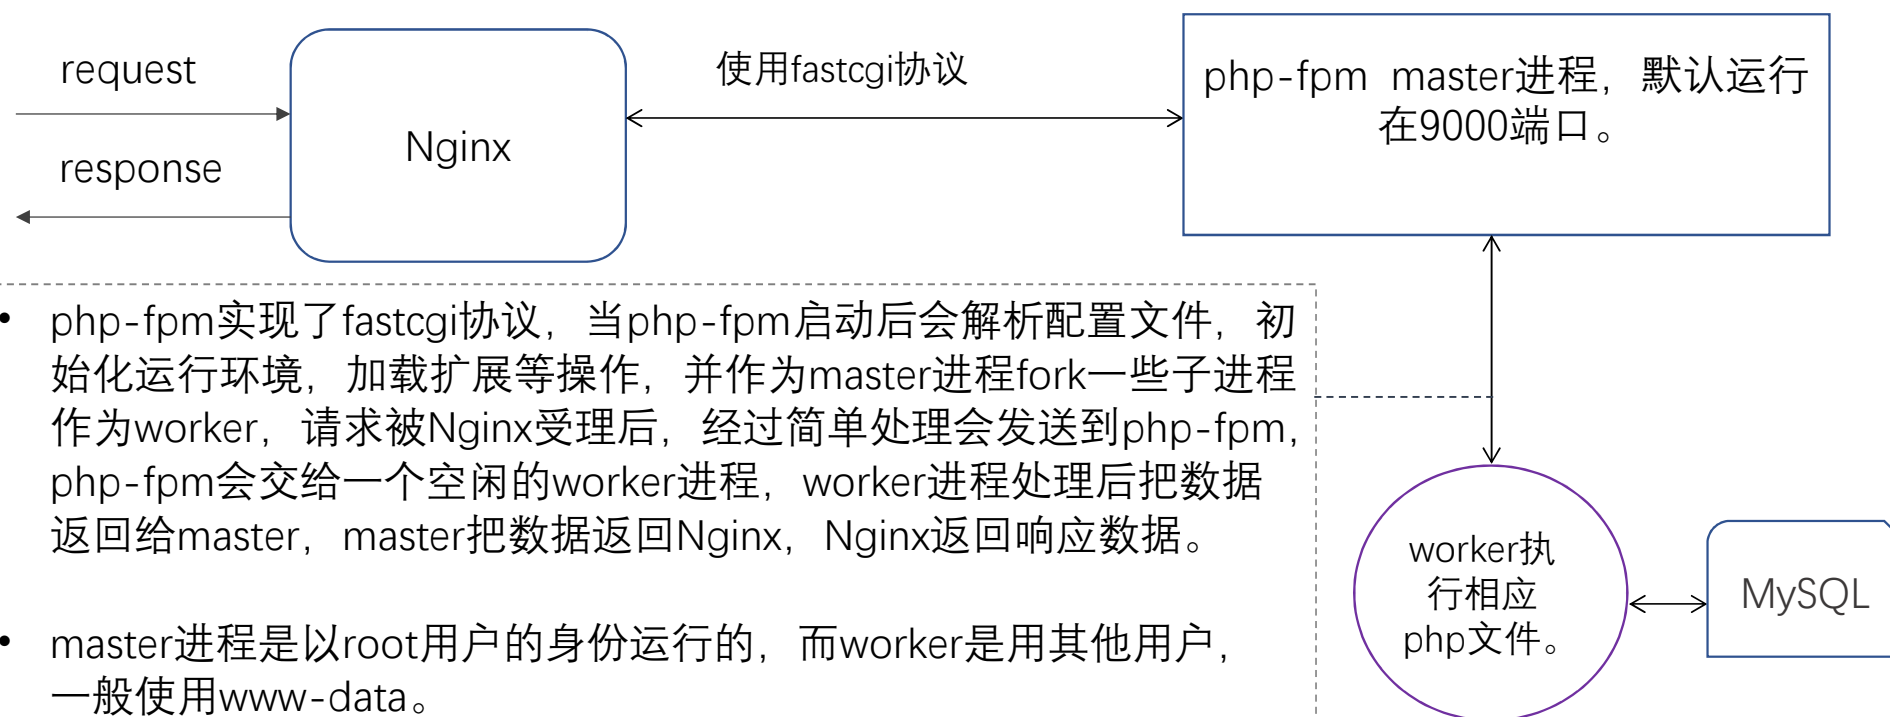 request
response
Nginx
使用fastcgi协议
php-fpm master进程，默认运行
在9000端口。
• php-fpm实现了fastcgi协议，当php-fpm启动后会解析配置文件，初
始化运行环境，加载扩展等操作，并作为master进程fork一些子进程
作为worker，请求被Nginx受理后，经过简单处理会发送到php-fpm，
php-fpm会交给一个空闲的worker进程，worker进程处理后把数据
返回给master，master把数据返回Nginx，Nginx返回响应数据。
• master进程是以root用户的身份运行的，而worker是用其他用户，
一般使用www-data。
worker执
行相应
php文件。
MySQL